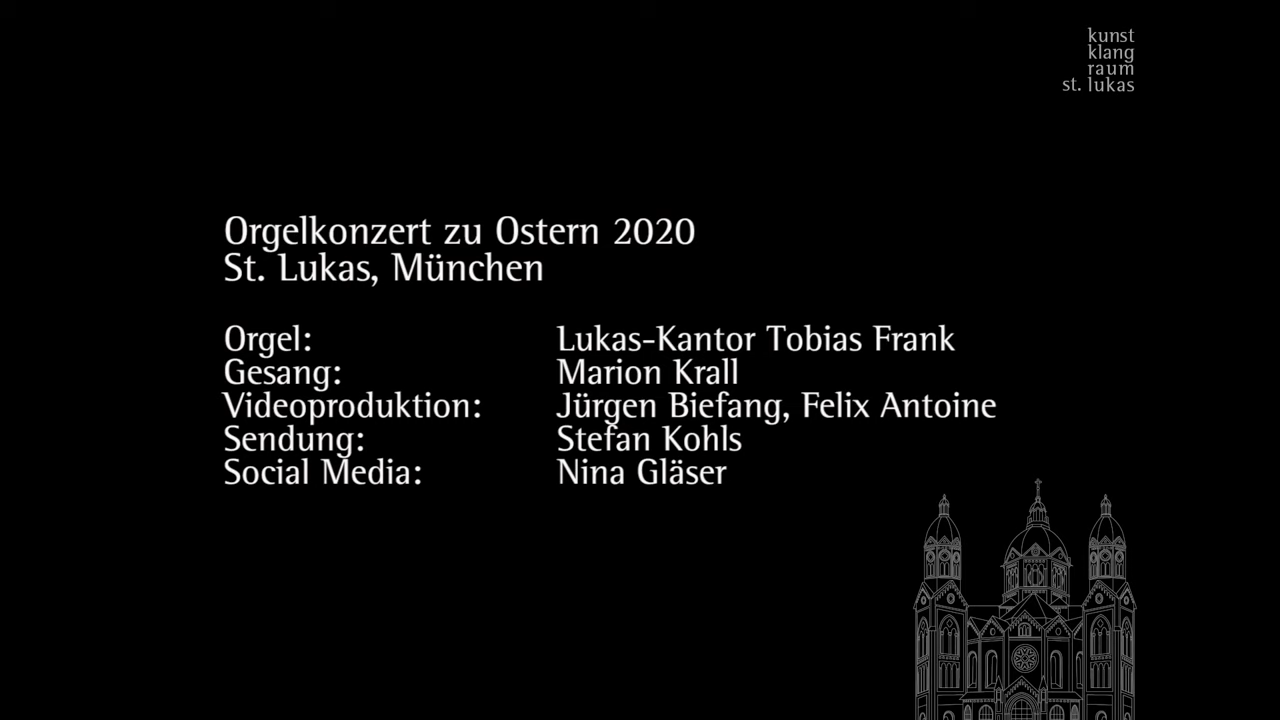 kunst
klang
raum
st. lukas
Orgelkonzert zu Ostern 2020
St. Lukas, München
Orgel: Lukas-Kantor Tobias Frank
Gesang: Marion Krall
Videoproduktion: Jürgen Biefang, Felix Antoine
Sendung: Stefan Kohls
Social Media: Nina Gläser